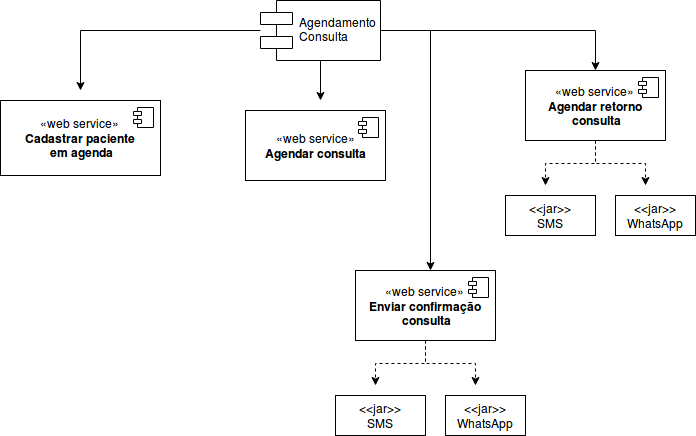 Agendamento
Consulta
«web service»
Cadastrar paciente
em agenda
«web service»
Agendar consulta
«web service»
Agendar retorno
consulta
<<jar>>
SMS
<<jar>>
WhatsApp
«web service»
Enviar confirmação
consulta
<<jar>>
SMS
<<jar>>
WhatsApp